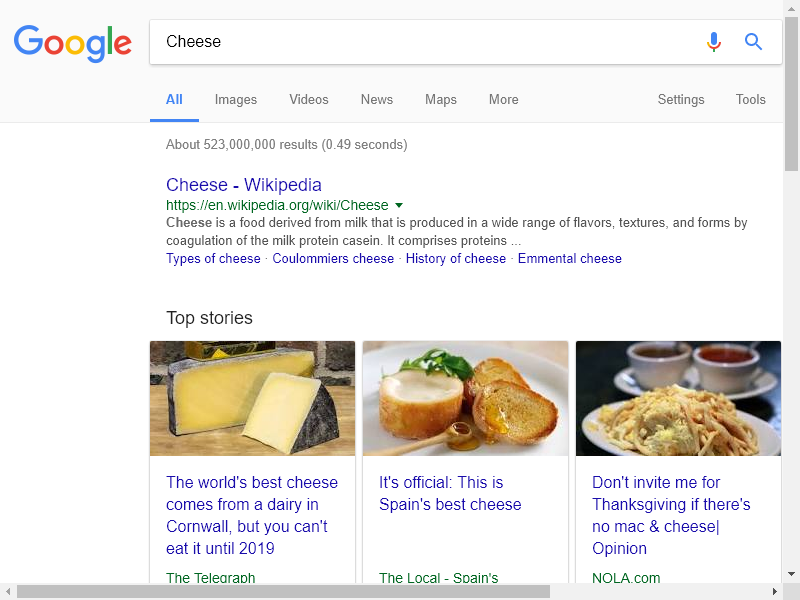 Google
Cheese
All Images Videos News Maps More Settings Tools
About 523,000,000 results (0.49 seconds)
Cheese - Wikipedia
https://en.wikipedia.org/wiki/Cheese
Cheese is a food derived from milk that is produced in a wide range of flavors, textures, and forms by
coagulation of the milk protein casein. It comprises proteins ...
Types of cheese · Coulommiers cheese · History of cheese · Emmental cheese
Top stories
The world's best cheese
comes from a dairy in
Cornwall, but you can't
eat it until 2019
The Telegraph
It's official: This is
Spain's best cheese
The Local - Spain's
Don't invite me for
Thanksgiving if there's
no mac & cheese|
Opinion
NOLA.com